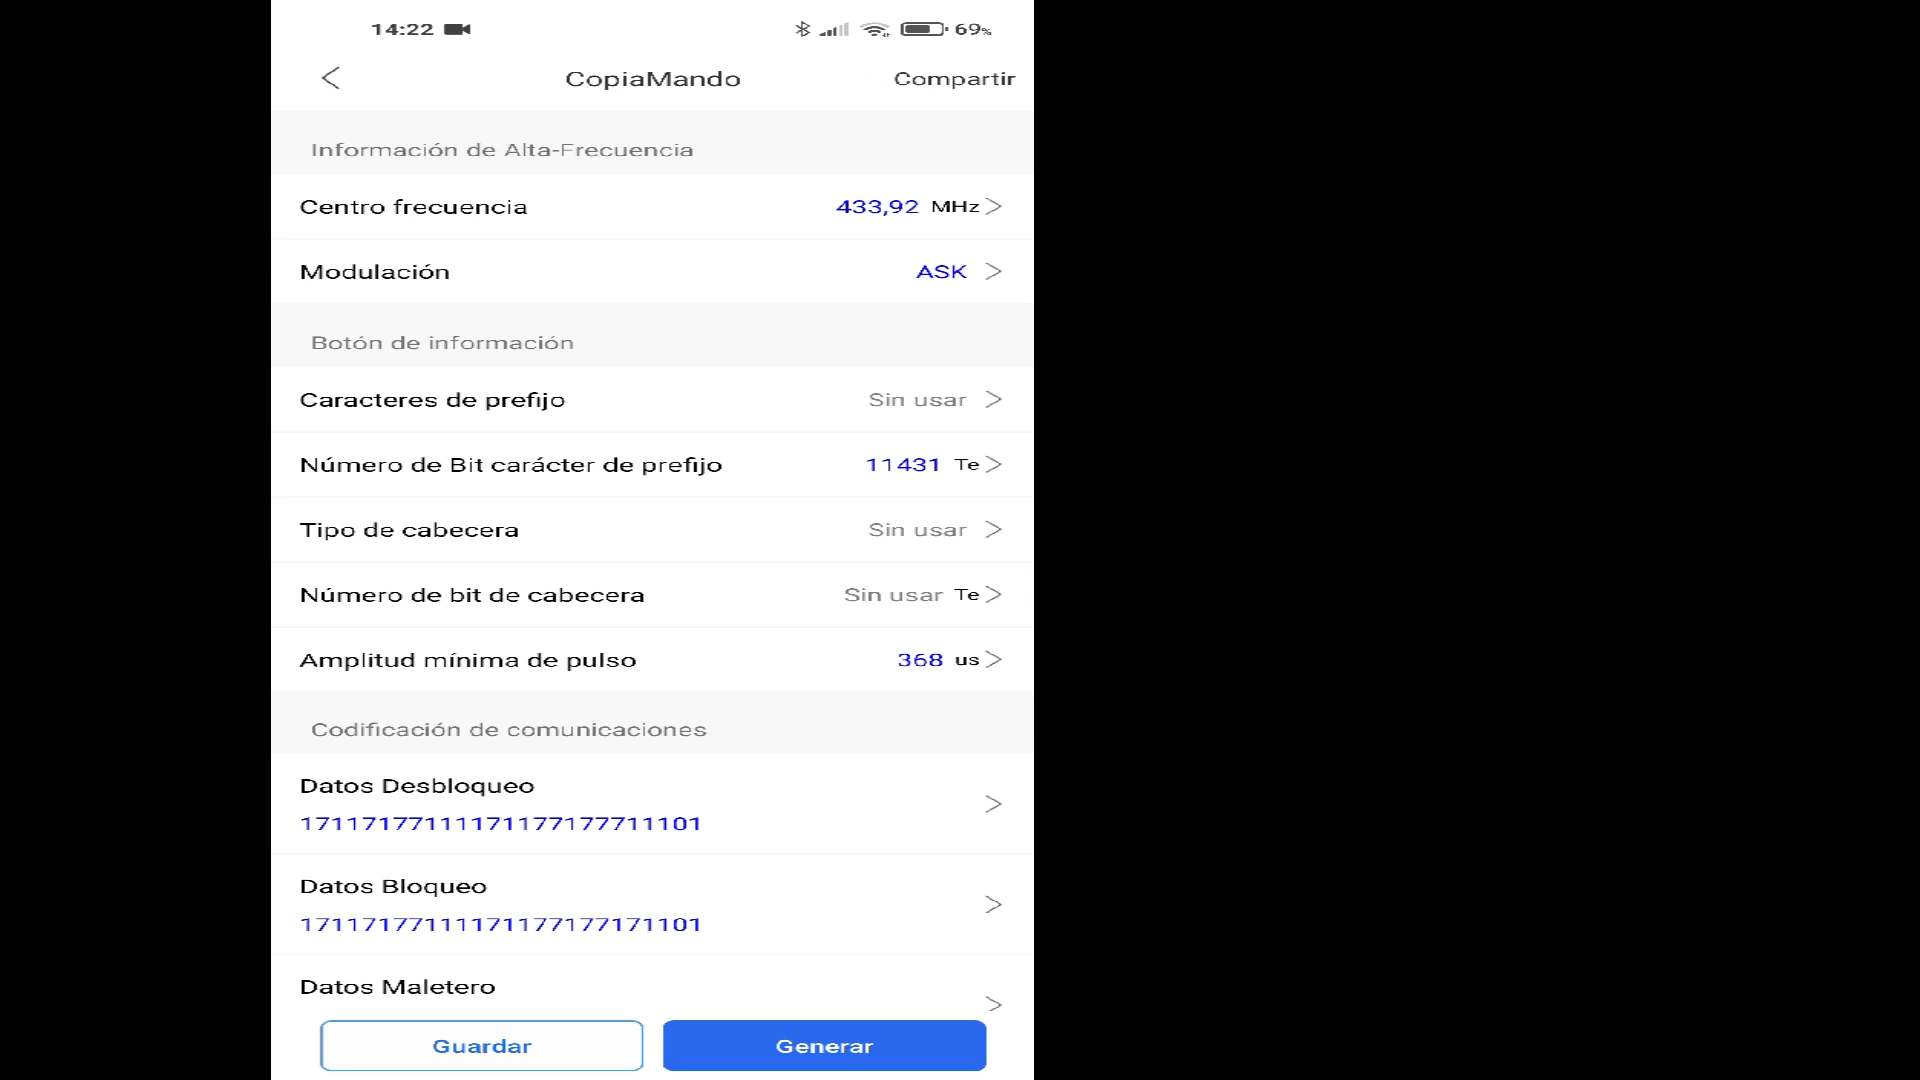 14:22 69%
CopiaMando Compartir
Información de Alta-Frecuencia
Centro frecuencia 433,92 MHz
Modulación ASK
Botón de información
Caracteres de prefijo Sin usar
Número de Bit carácter de prefijo 11431 Te
Tipo de cabecera Sin usar
Número de bit de cabecera Sin usar Te
Amplitud mínima de pulso 368 us
Codificación de comunicaciones
Datos Desbloqueo
17117177111171177177711101
Datos Bloqueo
17117177111171177177171101
Datos Maletero
Guardar Generar